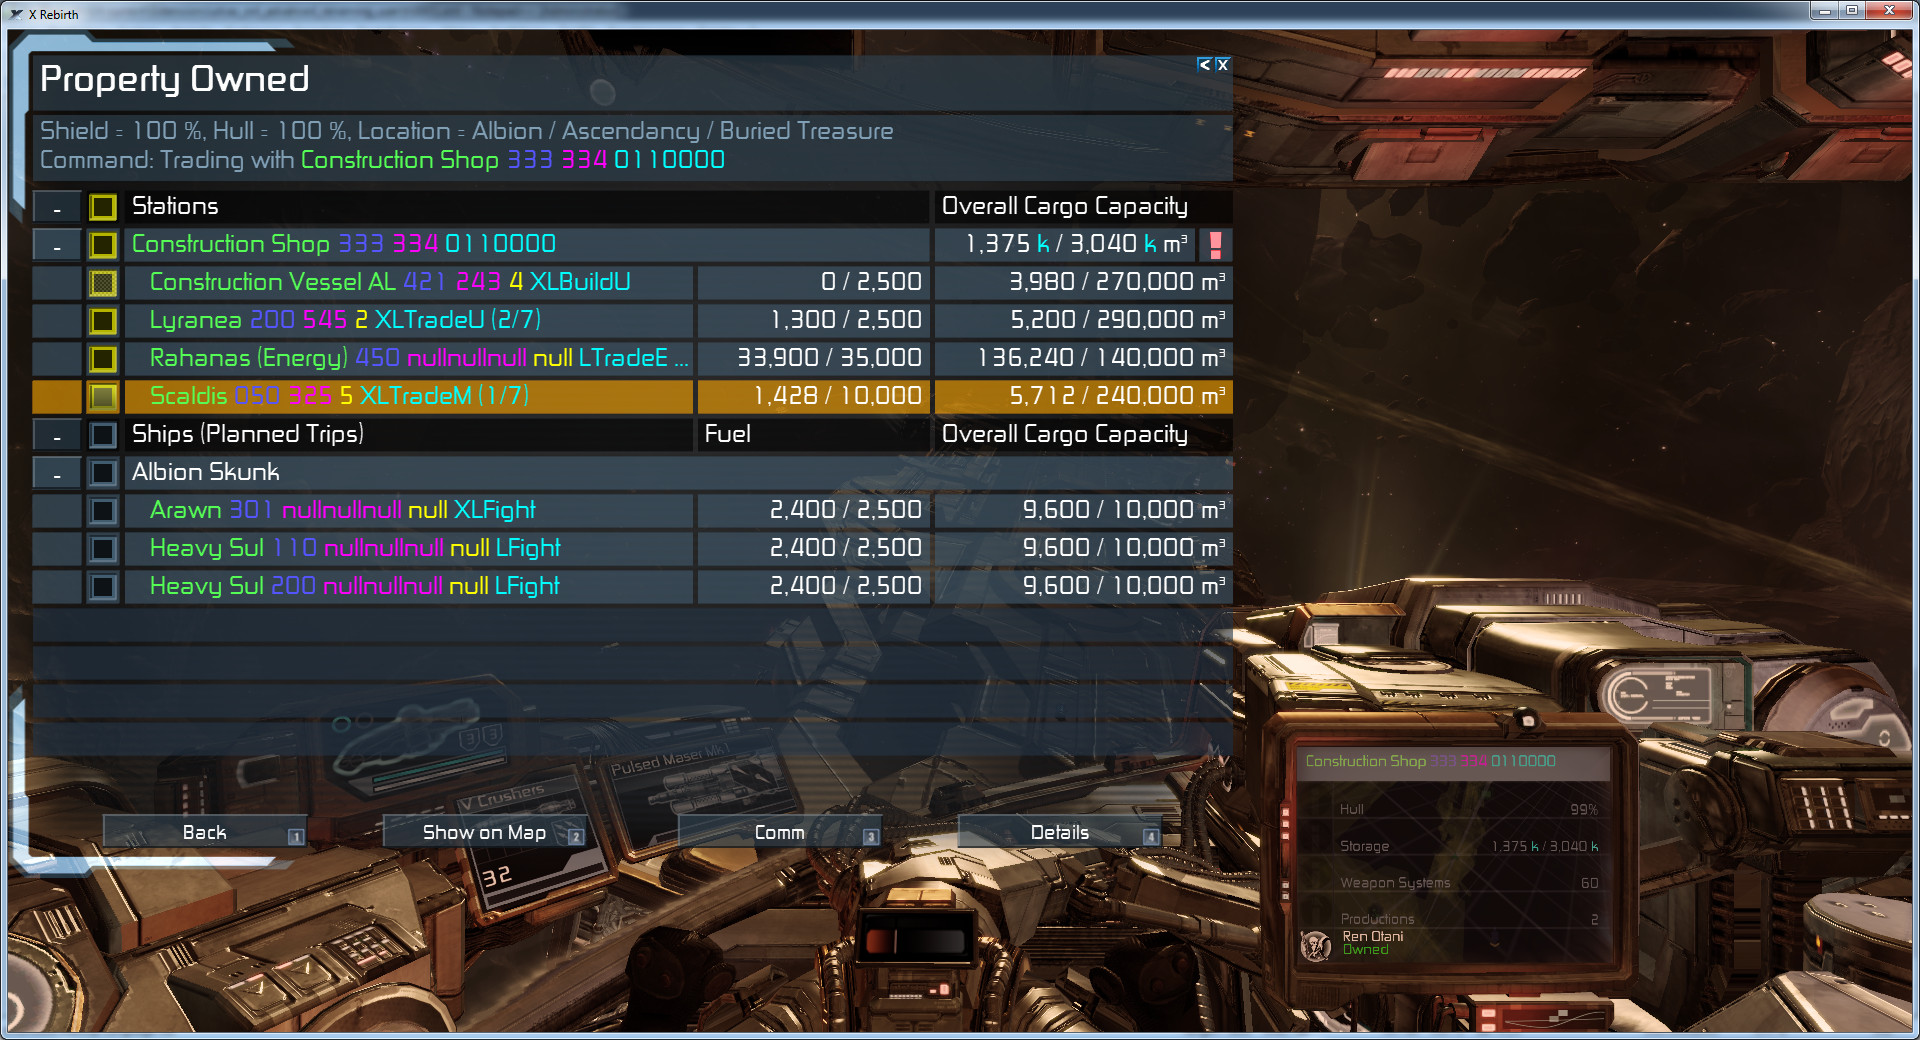 X Rebirth
Property Owned
< X
Shield = 100 %, Hull = 100 %, Location = Albion / Ascendancy / Buried Treasure
Command: Trading with Construction Shop 333 334 0110000
- Stations Overall Cargo Capacity
- Construction Shop 333 334 0110000 1,375 k / 3,040 k m³ !
Construction Vessel AL 421 243 4 XLBuildU 0 / 2,500 3,980 / 270,000 m³
Lyranea 200 545 2 XLTradeU (2/7) 1,300 / 2,500 5,200 / 290,000 m³
Rahanas (Energy) 450 nullnullnull null LTradeE ... 33,900 / 35,000 136,240 / 140,000 m³
Scaldis 050 325 5 XLTradeM (1/7) 1,428 / 10,000 5,712 / 240,000 m³
- Ships (Planned Trips) Fuel Overall Cargo Capacity
- Albion Skunk
Arawn 301 nullnullnull null XLFight 2,400 / 2,500 9,600 / 10,000 m³
Heavy Sul 110 nullnullnull null LFight 2,400 / 2,500 9,600 / 10,000 m³
Heavy Sul 200 nullnullnull null LFight 2,400 / 2,500 9,600 / 10,000 m³
3 3
Pulsed Maser Mk1
V Crushers
32
Back 1 Show on Map 2 Comm 3 Details 4
Construction Shop 333 334 0110000
Hull 99%
Storage 1,375 k / 3,040 k
Weapon Systems 60
Productions 2
Ren Otani
Owned